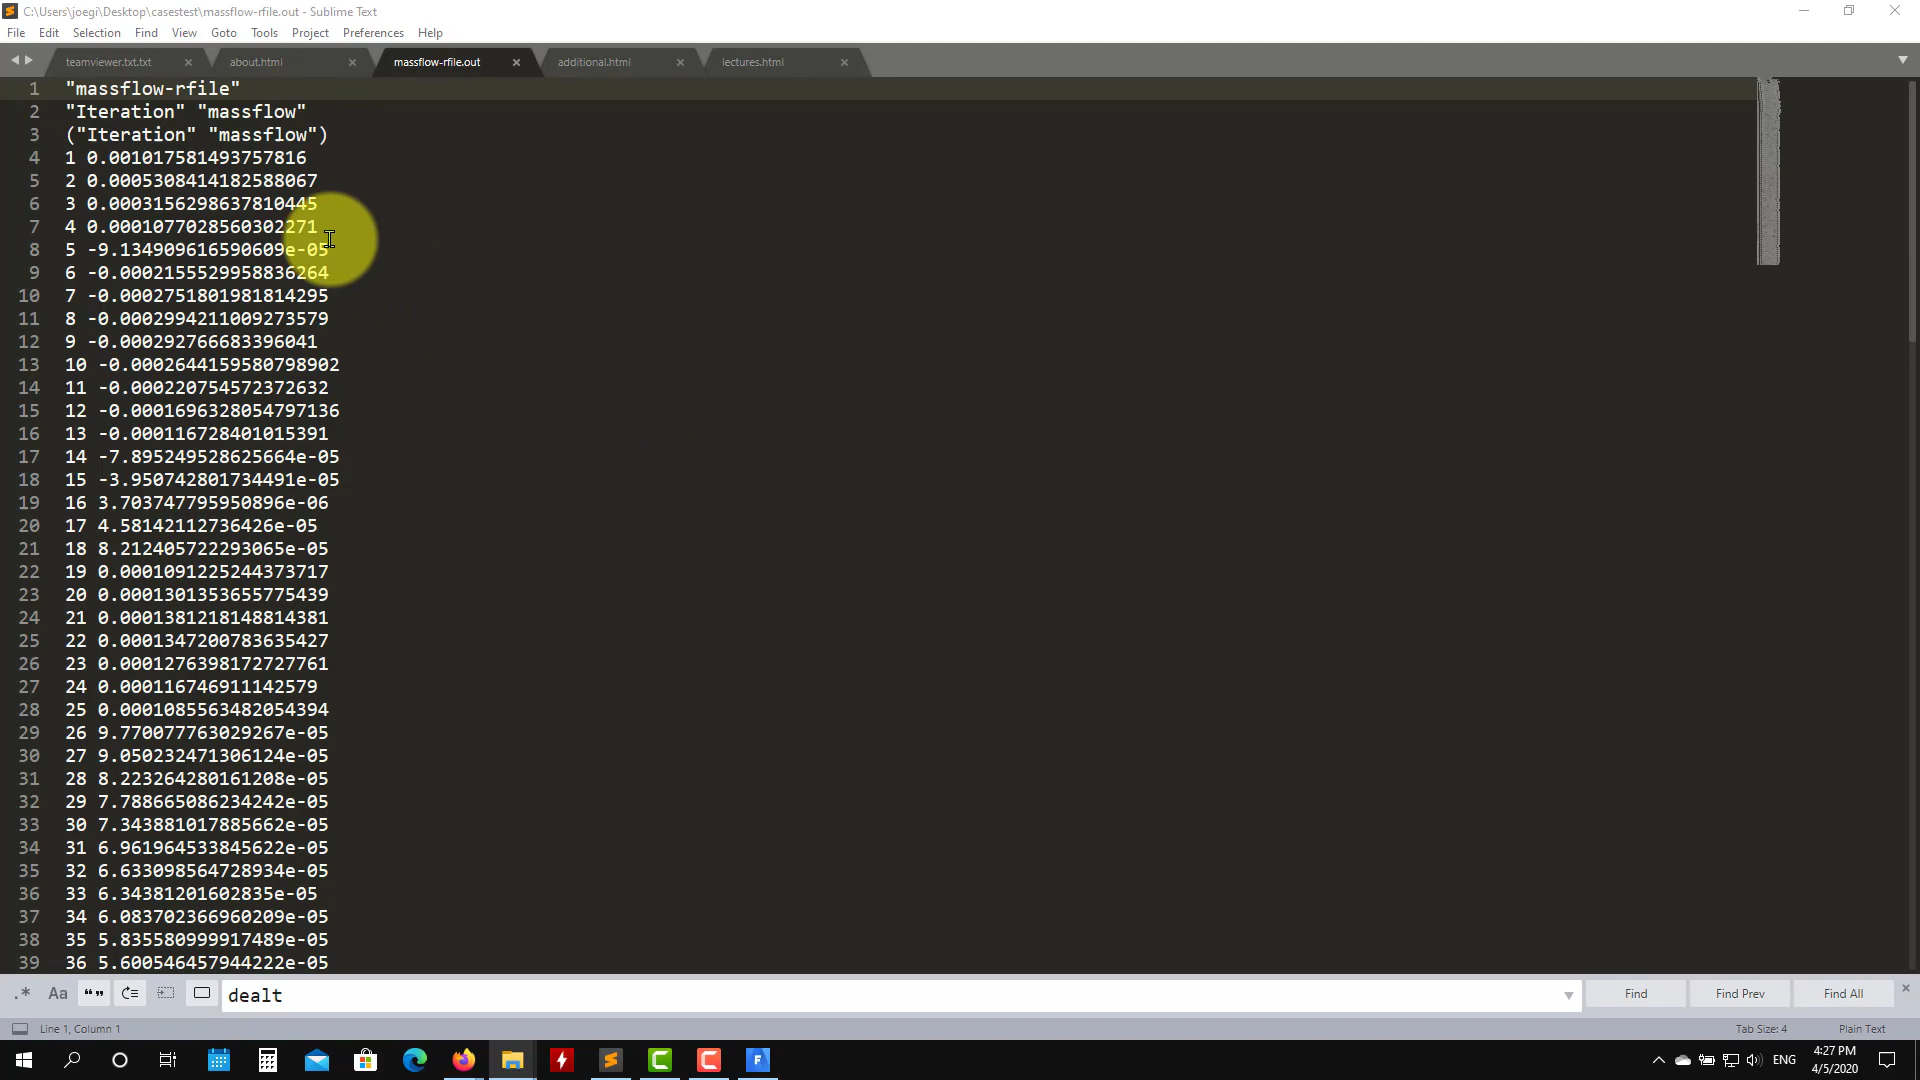 C:\Users\joegi\Desktop\casestest\massflow-rfile.out - Sublime Text
File Edit Selection Find View Goto Tools Project Preferences Help
teamviewer.txt.txt about.html massflow-rfile.out additional.html lectures.html
1 "massflow-rfile"
2 "Iteration" "massflow"
3 ("Iteration" "massflow")
4 1 0.001017581493757816
5 2 0.0005308414182588067
6 3 0.0003156298637810445
7 4 0.0001077028560302271
8 5 -9.134909616590609e-05
9 6 -0.0002155529958836264
10 7 -0.0002751801981814295
11 8 -0.000299421100927 3579
12 9 -0.000292766683396041
13 10 -0.0002644159580798902
14 11 -0.000220754572372632
15 12 -0.0001696328054797136
16 13 -0.000116728401015391
17 14 -7.895249528625664e-05
18 15 -3.950742801734491e-05
19 16 3.703747795950896e-06
20 17 4.58142112736426e-05
21 18 8.212405722293065e-05
22 19 0.0001091225244373717
23 20 0.0001301353655775439
24 21 0.0001381218148814381
25 22 0.0001347200783635427
26 23 0.0001276398172727761
27 24 0.000116746911142579
28 25 0.0001085563482054394
29 26 9.770077763029267e-05
30 27 9.050232471306124e-05
31 28 8.223264280161208e-05
32 29 7.788665086234242e-05
33 30 7.343881017885662e-05
34 31 6.961964533845622e-05
35 32 6.633098564728934e-05
36 33 6.34381201602835e-05
37 34 6.083702366960209e-05
38 35 5.835580999917489e-05
39 36 5.600546457944222e-05
.* Aa “” dealt Find Find Prev Find All
Line 1, Column 1 Tab Size: 4 Plain Text
ENG 4:27 PM
4/5/2020